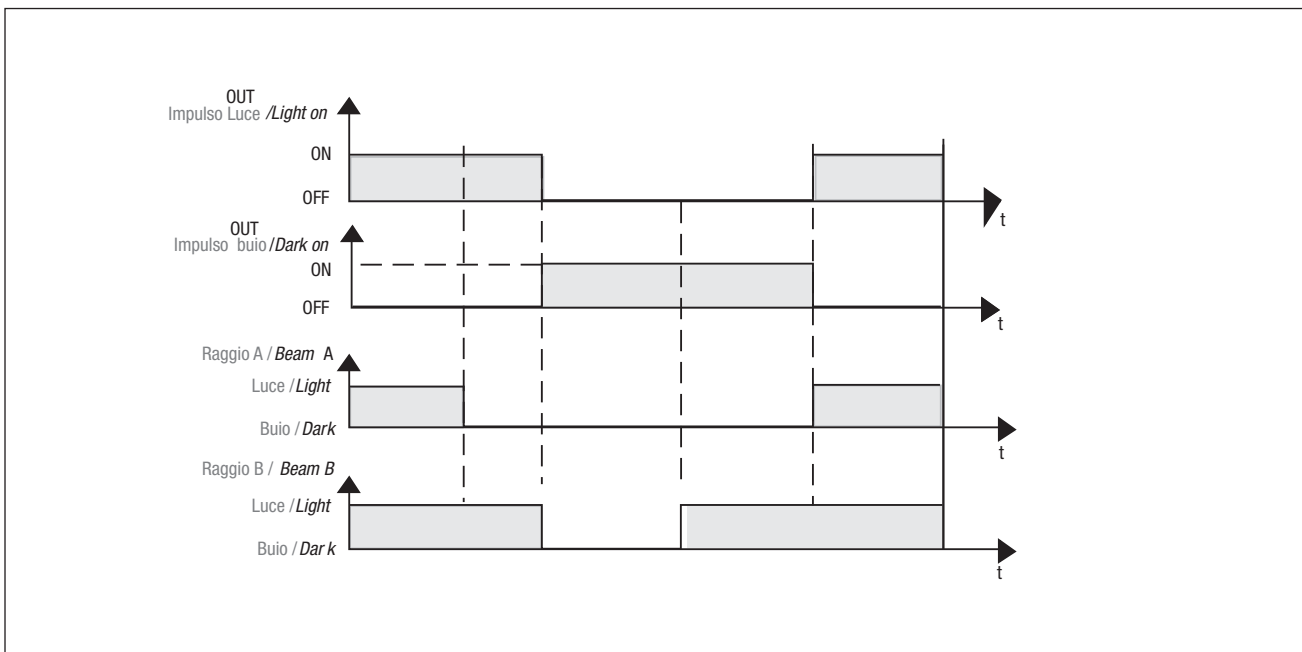 OUT
Impulso Luce /Light on
ON
OFF
t
OUT
Impulso buio/Dark on
ON
OFF
t
Raggio A / Beam A
Luce /Light
Buio / Dark
t
Raggio B / Beam B
Luce /Light
Buio / Dark
t